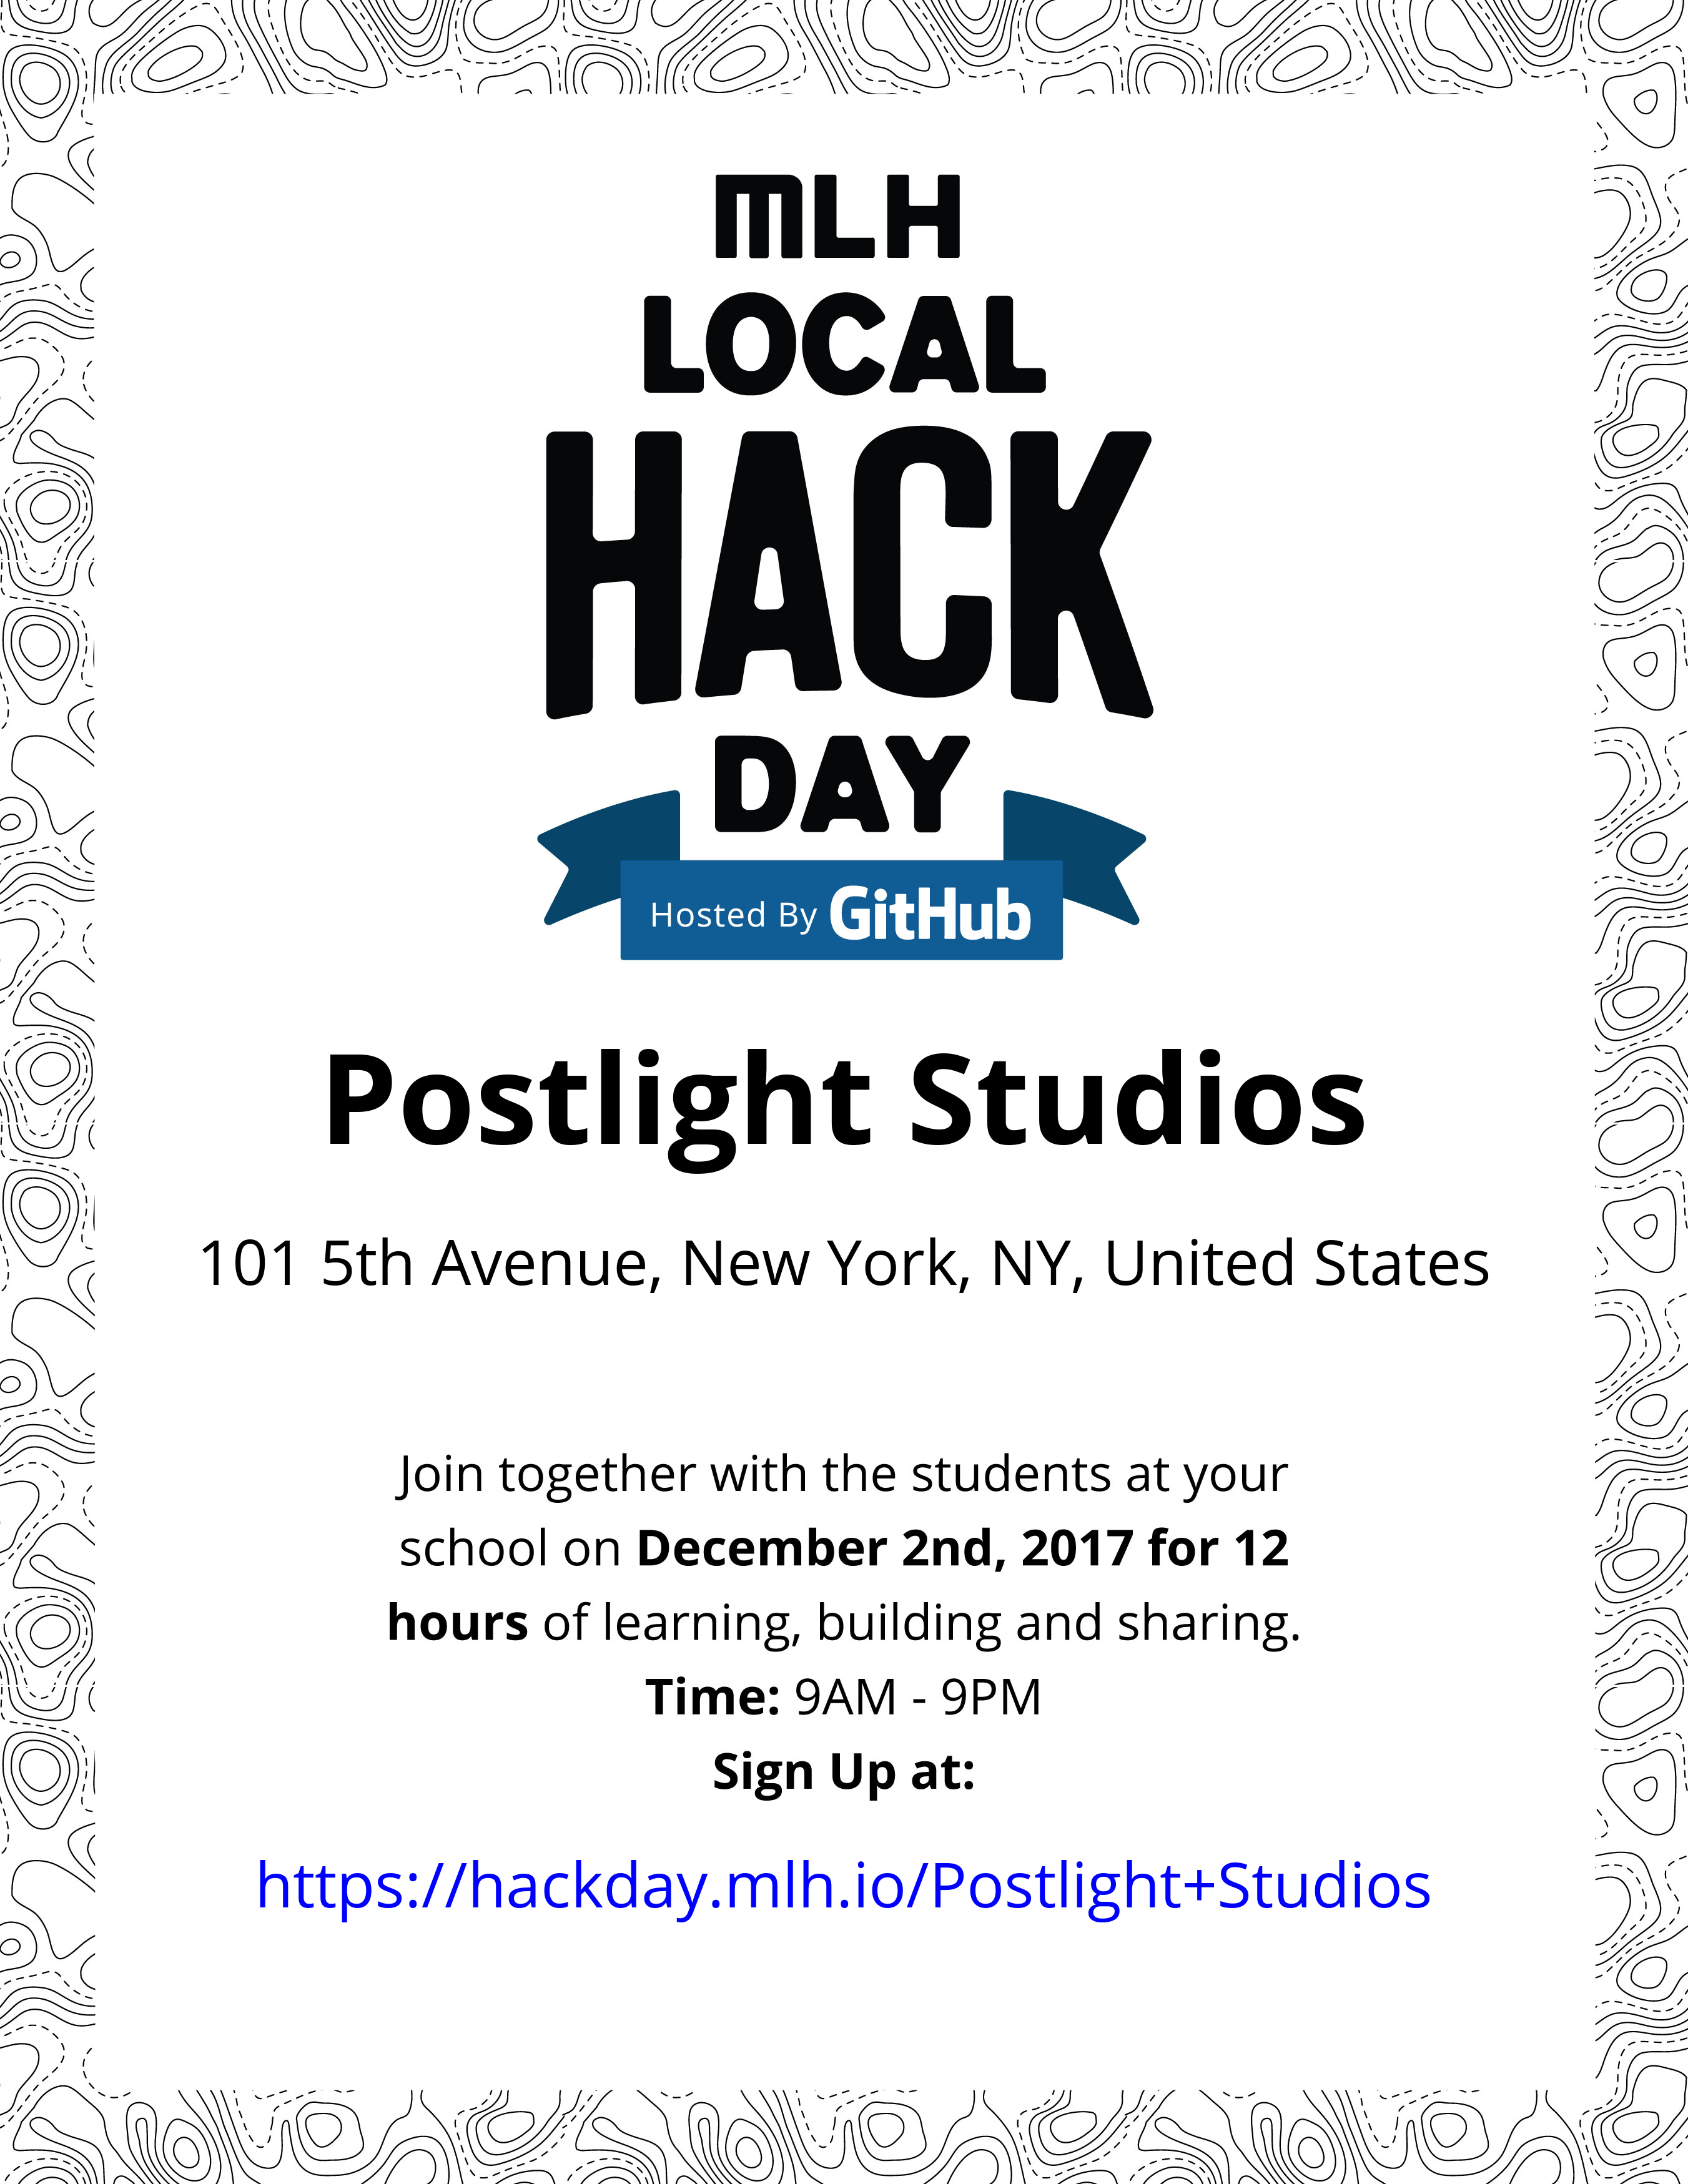 MLH
LOCAL
HACK
DAY
Hosted By GitHub
Postlight Studios
101 5th Avenue, New York, NY, United States
Join together with the students at your
school on December 2nd, 2017 for 12
hours of learning, building and sharing.
Time: 9AM - 9PM
Sign Up at:
https://hackday.mlh.io/Postlight+Studios